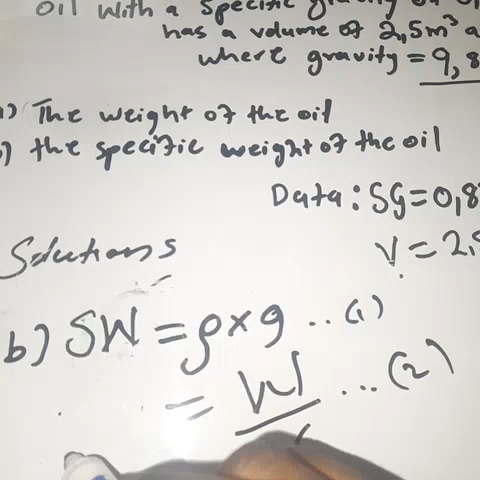 oil with a specific gravity
has a volume of 2,5m³
where gravity = 9,8
a) The weight of the oil
b) the specific weight of the oil
Data: SG = 0,8
V = 2,5
Solutions
b) SW = ρ × g .. (1)
= W ... (2)